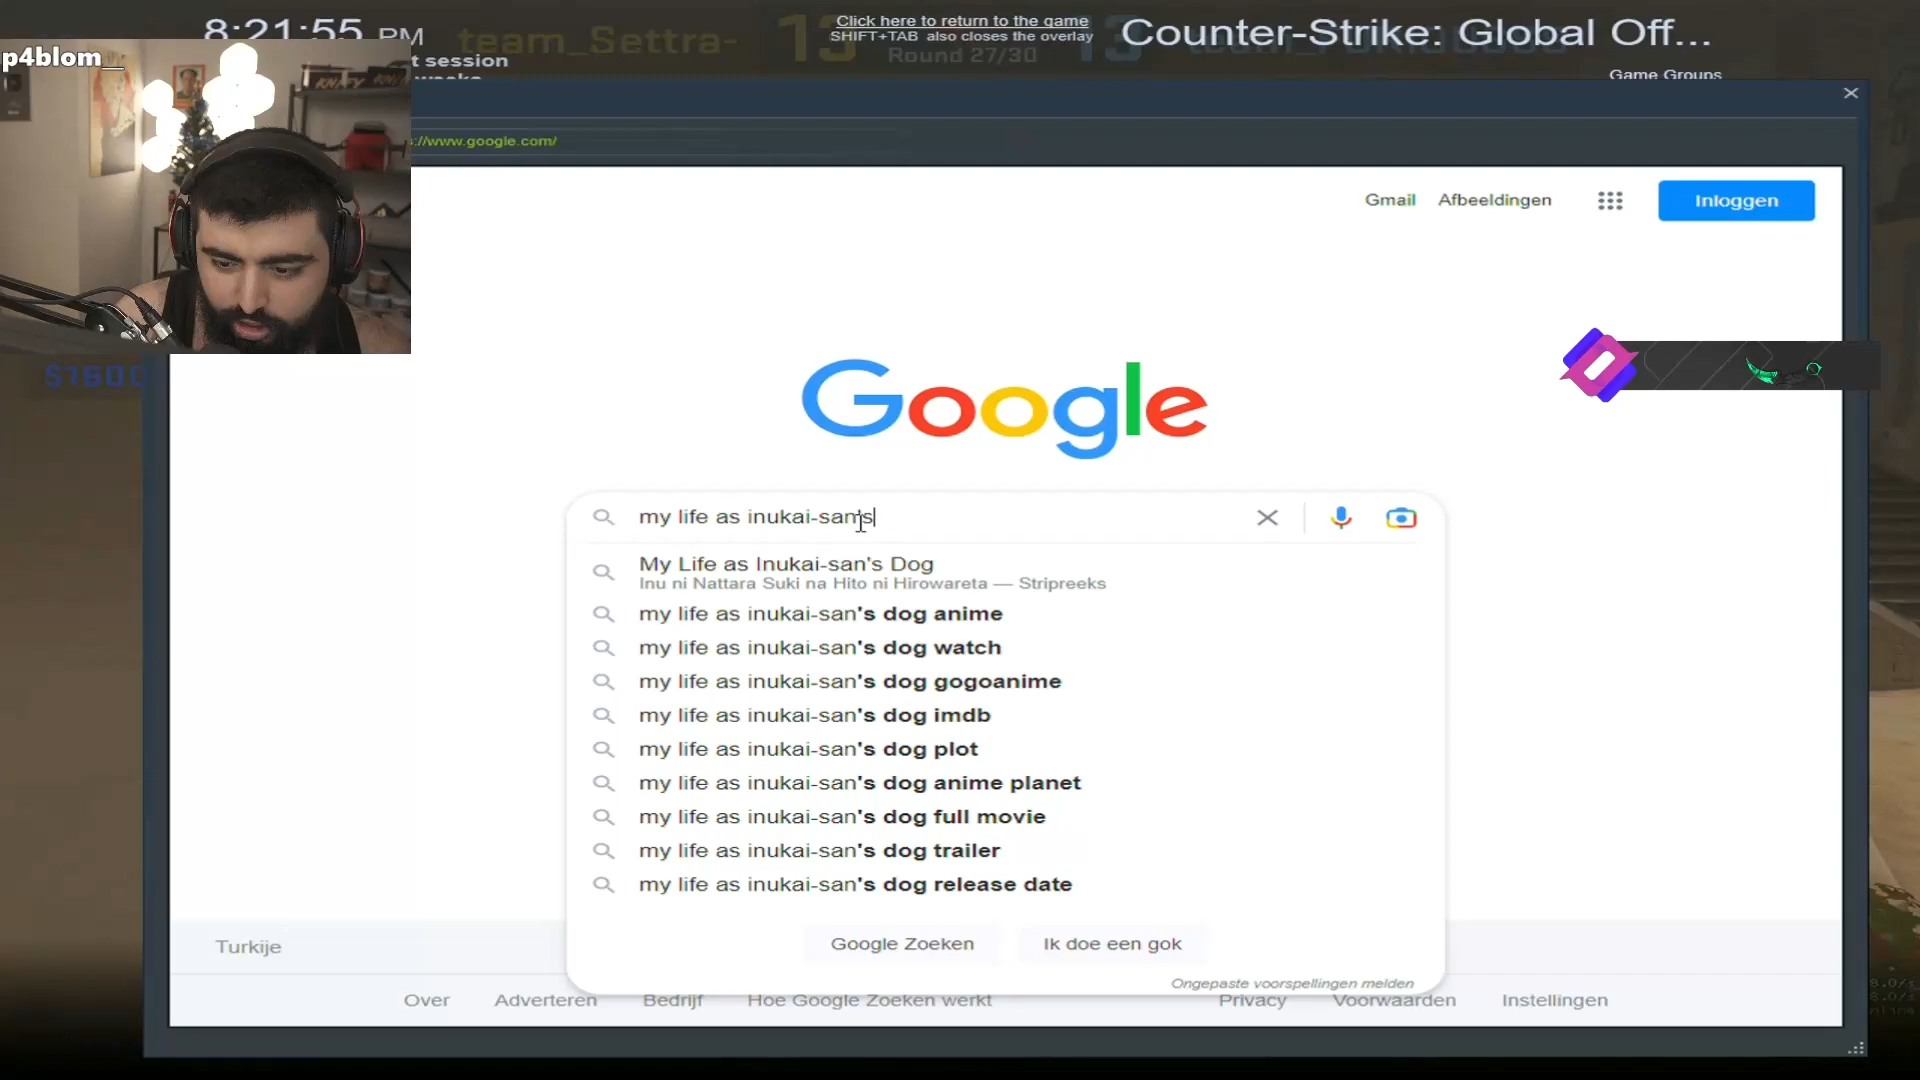 8:21:55 PM
team_Settra-
13
Click here to return to the game
SHIFT+TAB also closes the overlay
Round 27/30
13
Counter-Strike: Global Off...
p4blom_
t session
weeks
Game Groups
s://www.google.com/
Gmail
Afbeeldingen
Inloggen
$1600
Google
my life as inukai-san's
My Life as Inukai-san's Dog
Inu ni Nattara Suki na Hito ni Hirowareta — Stripreeks
my life as inukai-san's dog anime
my life as inukai-san's dog watch
my life as inukai-san's dog gogoanime
my life as inukai-san's dog imdb
my life as inukai-san's dog plot
my life as inukai-san's dog anime planet
my life as inukai-san's dog full movie
my life as inukai-san's dog trailer
my life as inukai-san's dog release date
Google Zoeken
Ik doe een gok
Turkije
Ongepaste voorspellingen melden
Over
Adverteren
Bedrijf
Hoe Google Zoeken werkt
Privacy
Voorwaarden
Instellingen